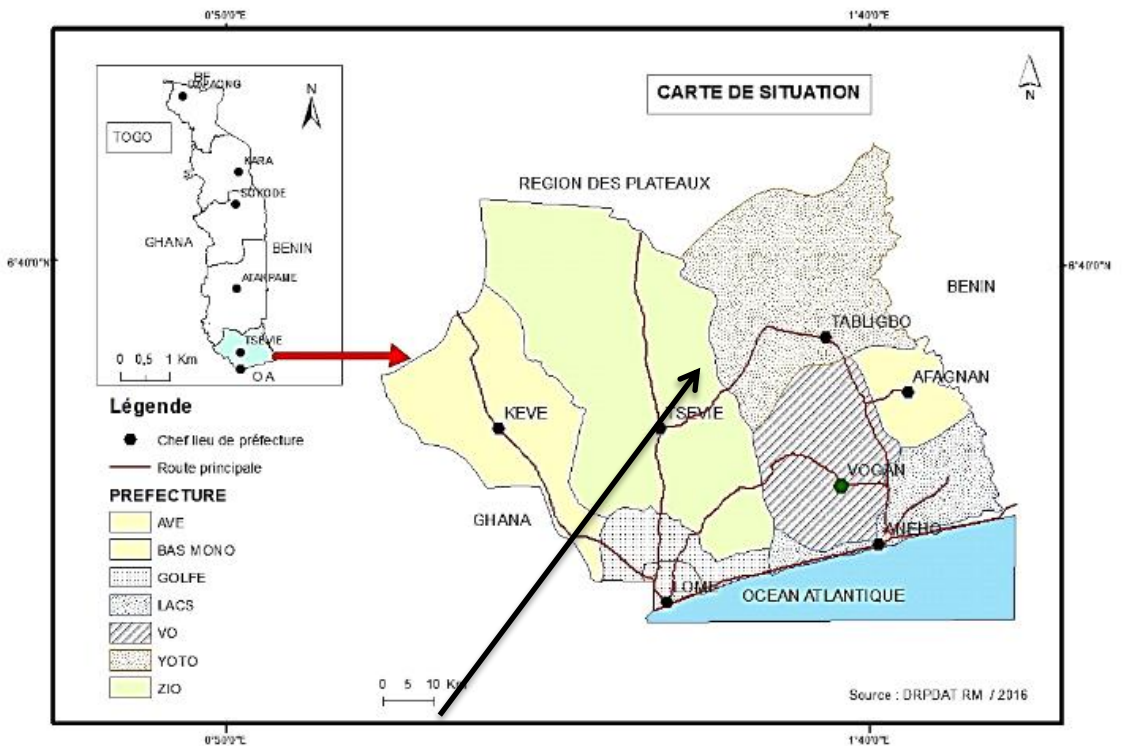 0°50'0"E
1°40'0"E
CARTE DE SITUATION
N
N
TOGO
BF
DAPAONG
KARA
SOKODE
GHANA
BENIN
ATAKPAME
TSEVIE
O A
0 0,5 1 Km
6°40'0"N
6°40'0"N
REGION DES PLATEAUX
BENIN
TABLIGBO
AFAGNAN
KEVE
TSEVIE
VOGAN
GHANA
ANEHO
LOME
OCEAN ATLANTIQUE
Légende
Chef lieu de préfecture
Route principale
PREFECTURE
AVE
BAS MONO
GOLFE
LACS
VO
YOTO
ZIO
0 5 10 Km
Source : DRPDAT RM / 2016
0°50'0"E
1°40'0"E